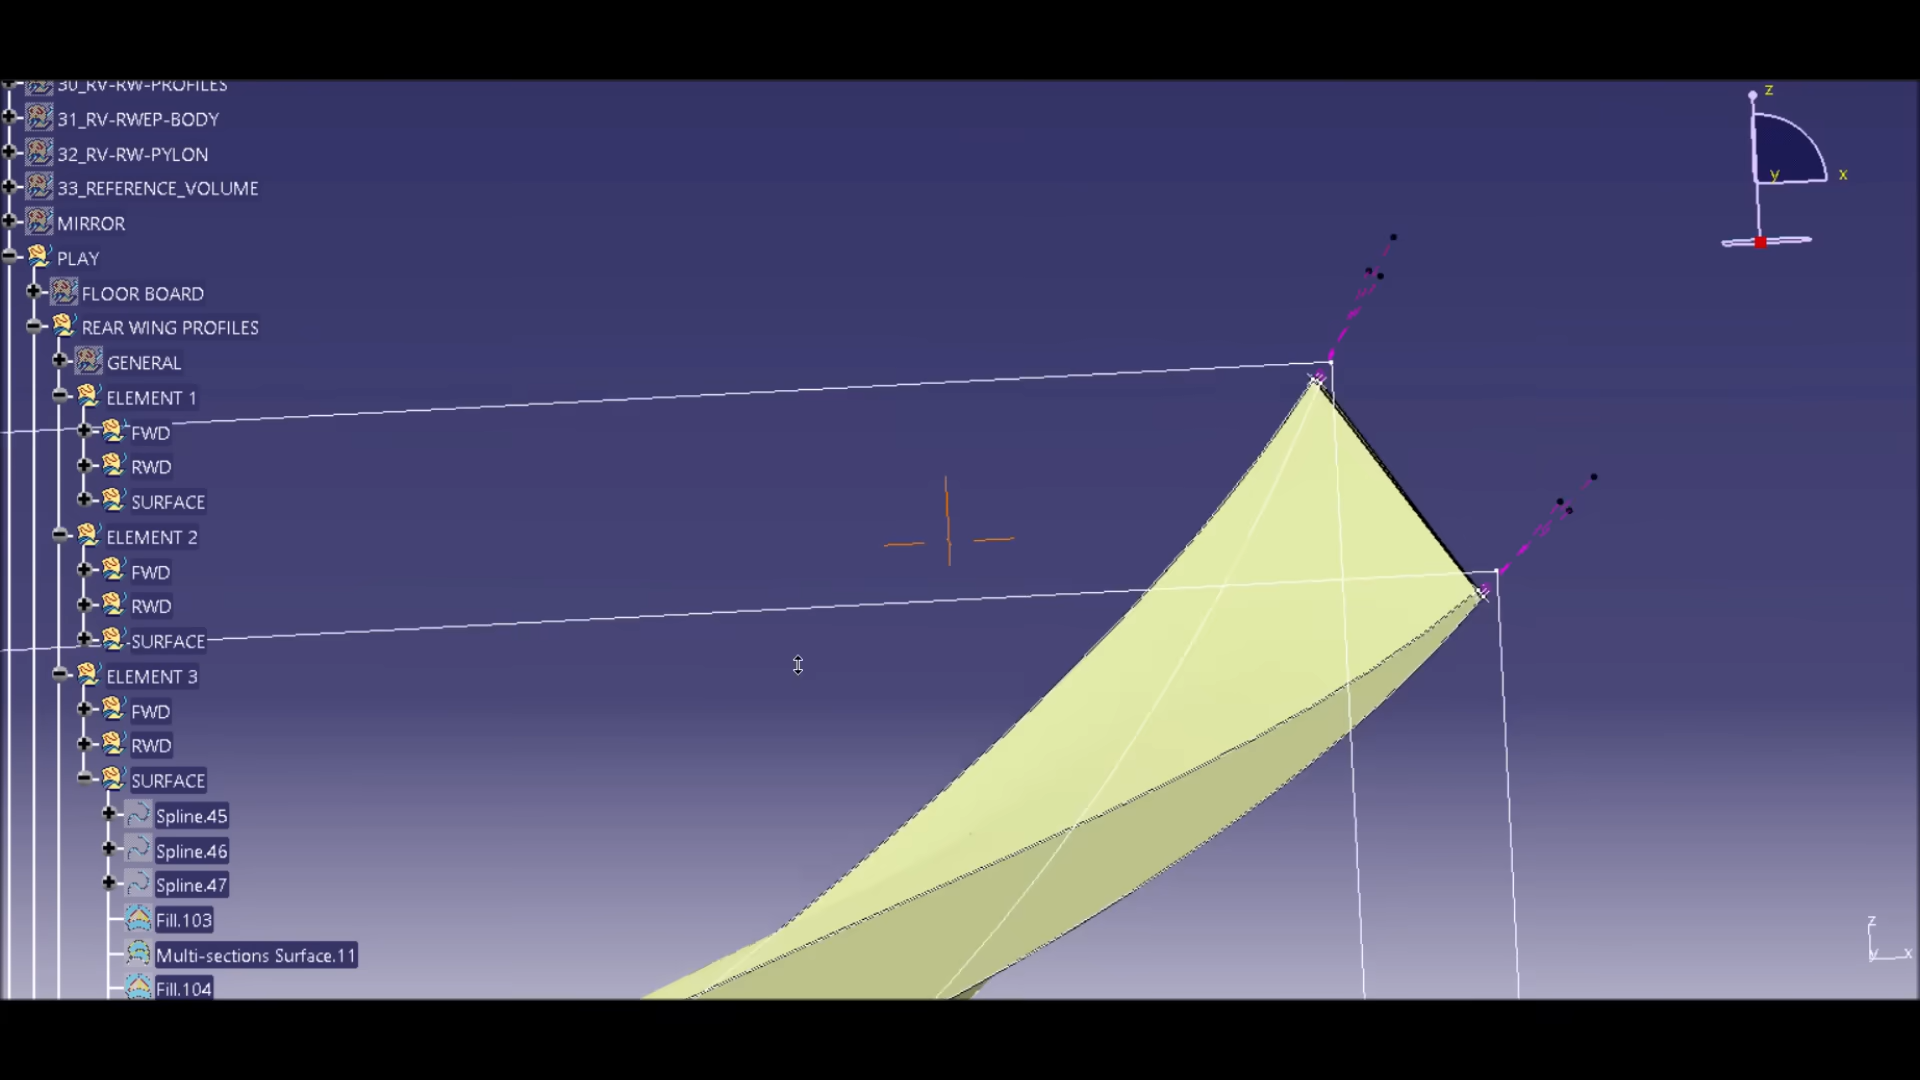 30_RV-RW-PROFILES
31_RV-RWEP-BODY
32_RV-RW-PYLON
33_REFERENCE_VOLUME
MIRROR
PLAY
FLOOR BOARD
REAR WING PROFILES
GENERAL
ELEMENT 1
FWD
RWD
SURFACE
ELEMENT 2
FWD
RWD
SURFACE
ELEMENT 3
FWD
RWD
SURFACE
Spline.45
Spline.46
Spline.47
Fill.103
Multi-sections Surface.11
Fill.104
z
y
x
z
y
x